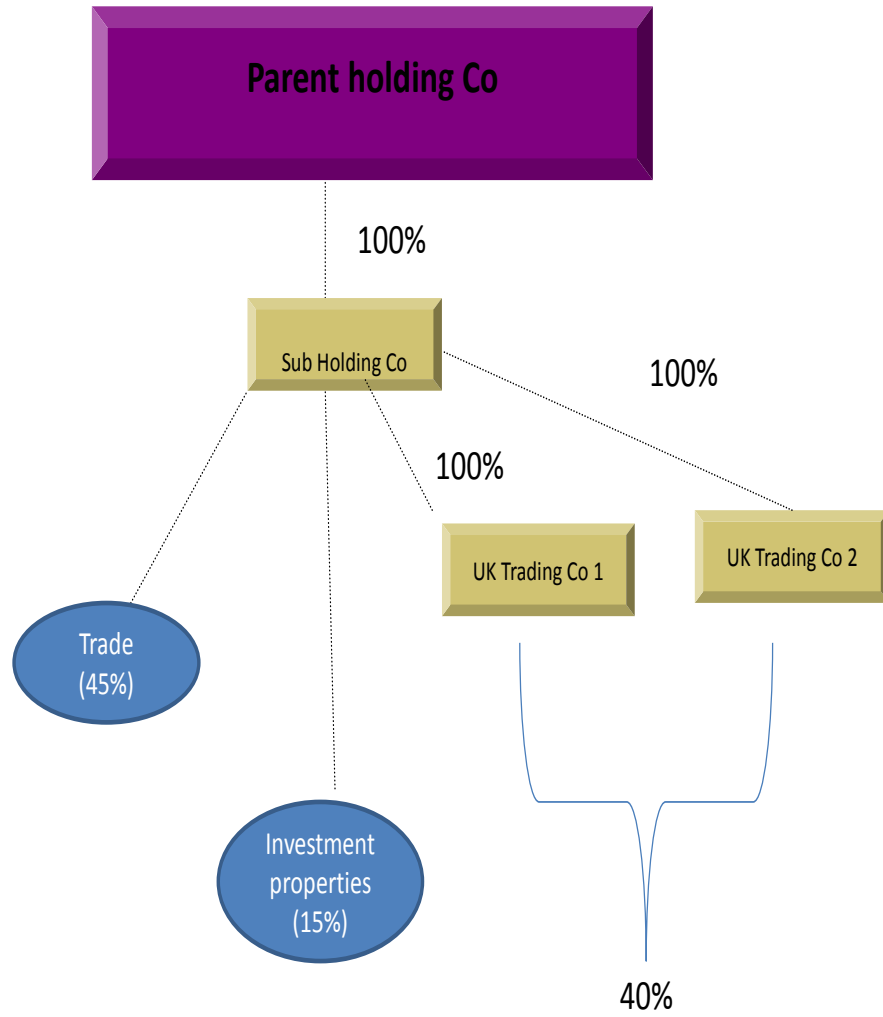 Parent holding Co
100%
Sub Holding Co
100%
100%
UK Trading Co 1
UK Trading Co 2
Trade
(45%)
Investment
properties
(15%)
40%